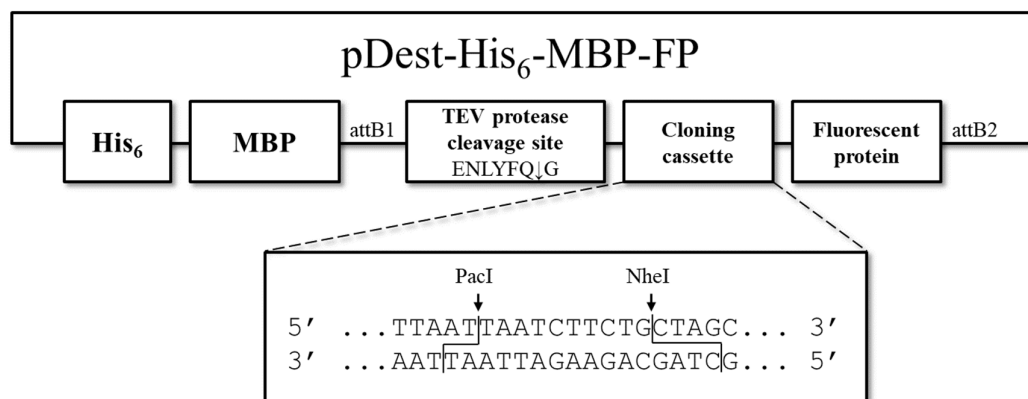 pDest-His₆-MBP-FP
His₆
MBP
attB1
TEV protease
cleavage site
ENLYFQ↓G
Cloning
cassette
Fluorescent
protein
attB2
PacI
NheI
5′ ...TTAATTAATCTTCTGCTAGC... 3′
3′ ...AATTAATTAGAAGACGATCG... 5′